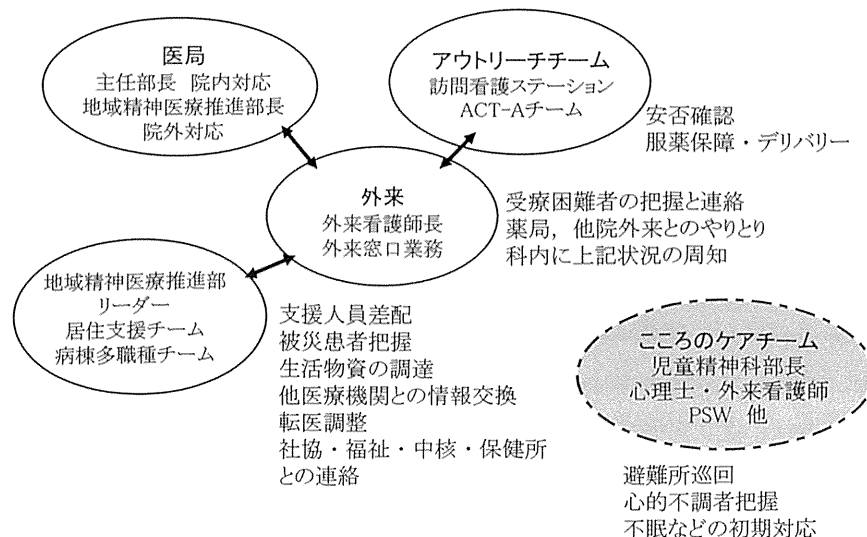 医局
主任部長 院内対応
地域精神医療推進部長
院外対応
アウトリーチチーム
訪問看護ステーション
ACT-Aチーム
安否確認
服薬保障・デリバリー
外来
外来看護師長
外来窓口業務
受療困難者の把握と連絡
薬局，他院外来とのやりとり
科内に上記状況の周知
地域精神医療推進部
リーダー
居住支援チーム
病棟多職種チーム
支援人員差配
被災患者把握
生活物資の調達
他医療機関との情報交換
転医調整
社協・福祉・中核・保健所
との連絡
こころのケアチーム
児童精神科部長
心理士・外来看護師
PSW 他
避難所巡回
心的不調者把握
不眠などの初期対応